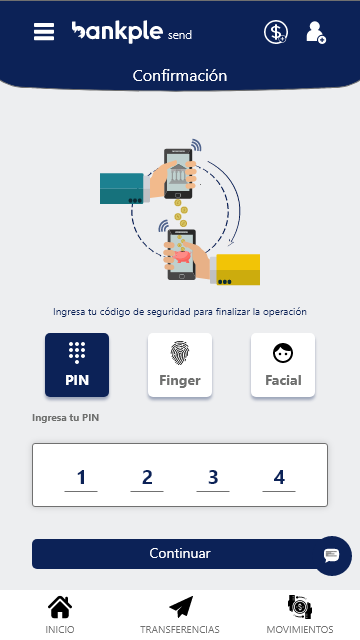 bankple send
Confirmación
Ingresa tu código de seguridad para finalizar la operación
PIN
Finger
Facial
Ingresa tu PIN
1 2 3 4
Continuar
INICIO
TRANSFERENCIAS
MOVIMIENTOS